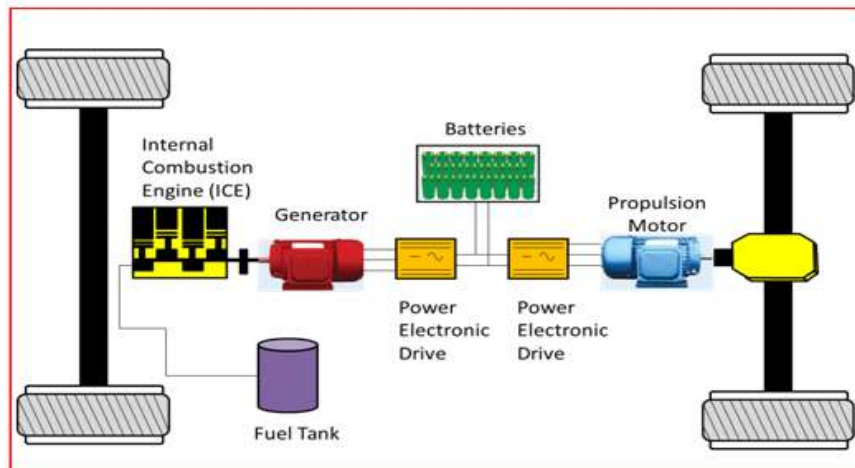 Internal
Combustion
Engine (ICE)
Generator
Batteries
Propulsion
Motor
Power
Electronic
Drive
Power
Electronic
Drive
Fuel Tank